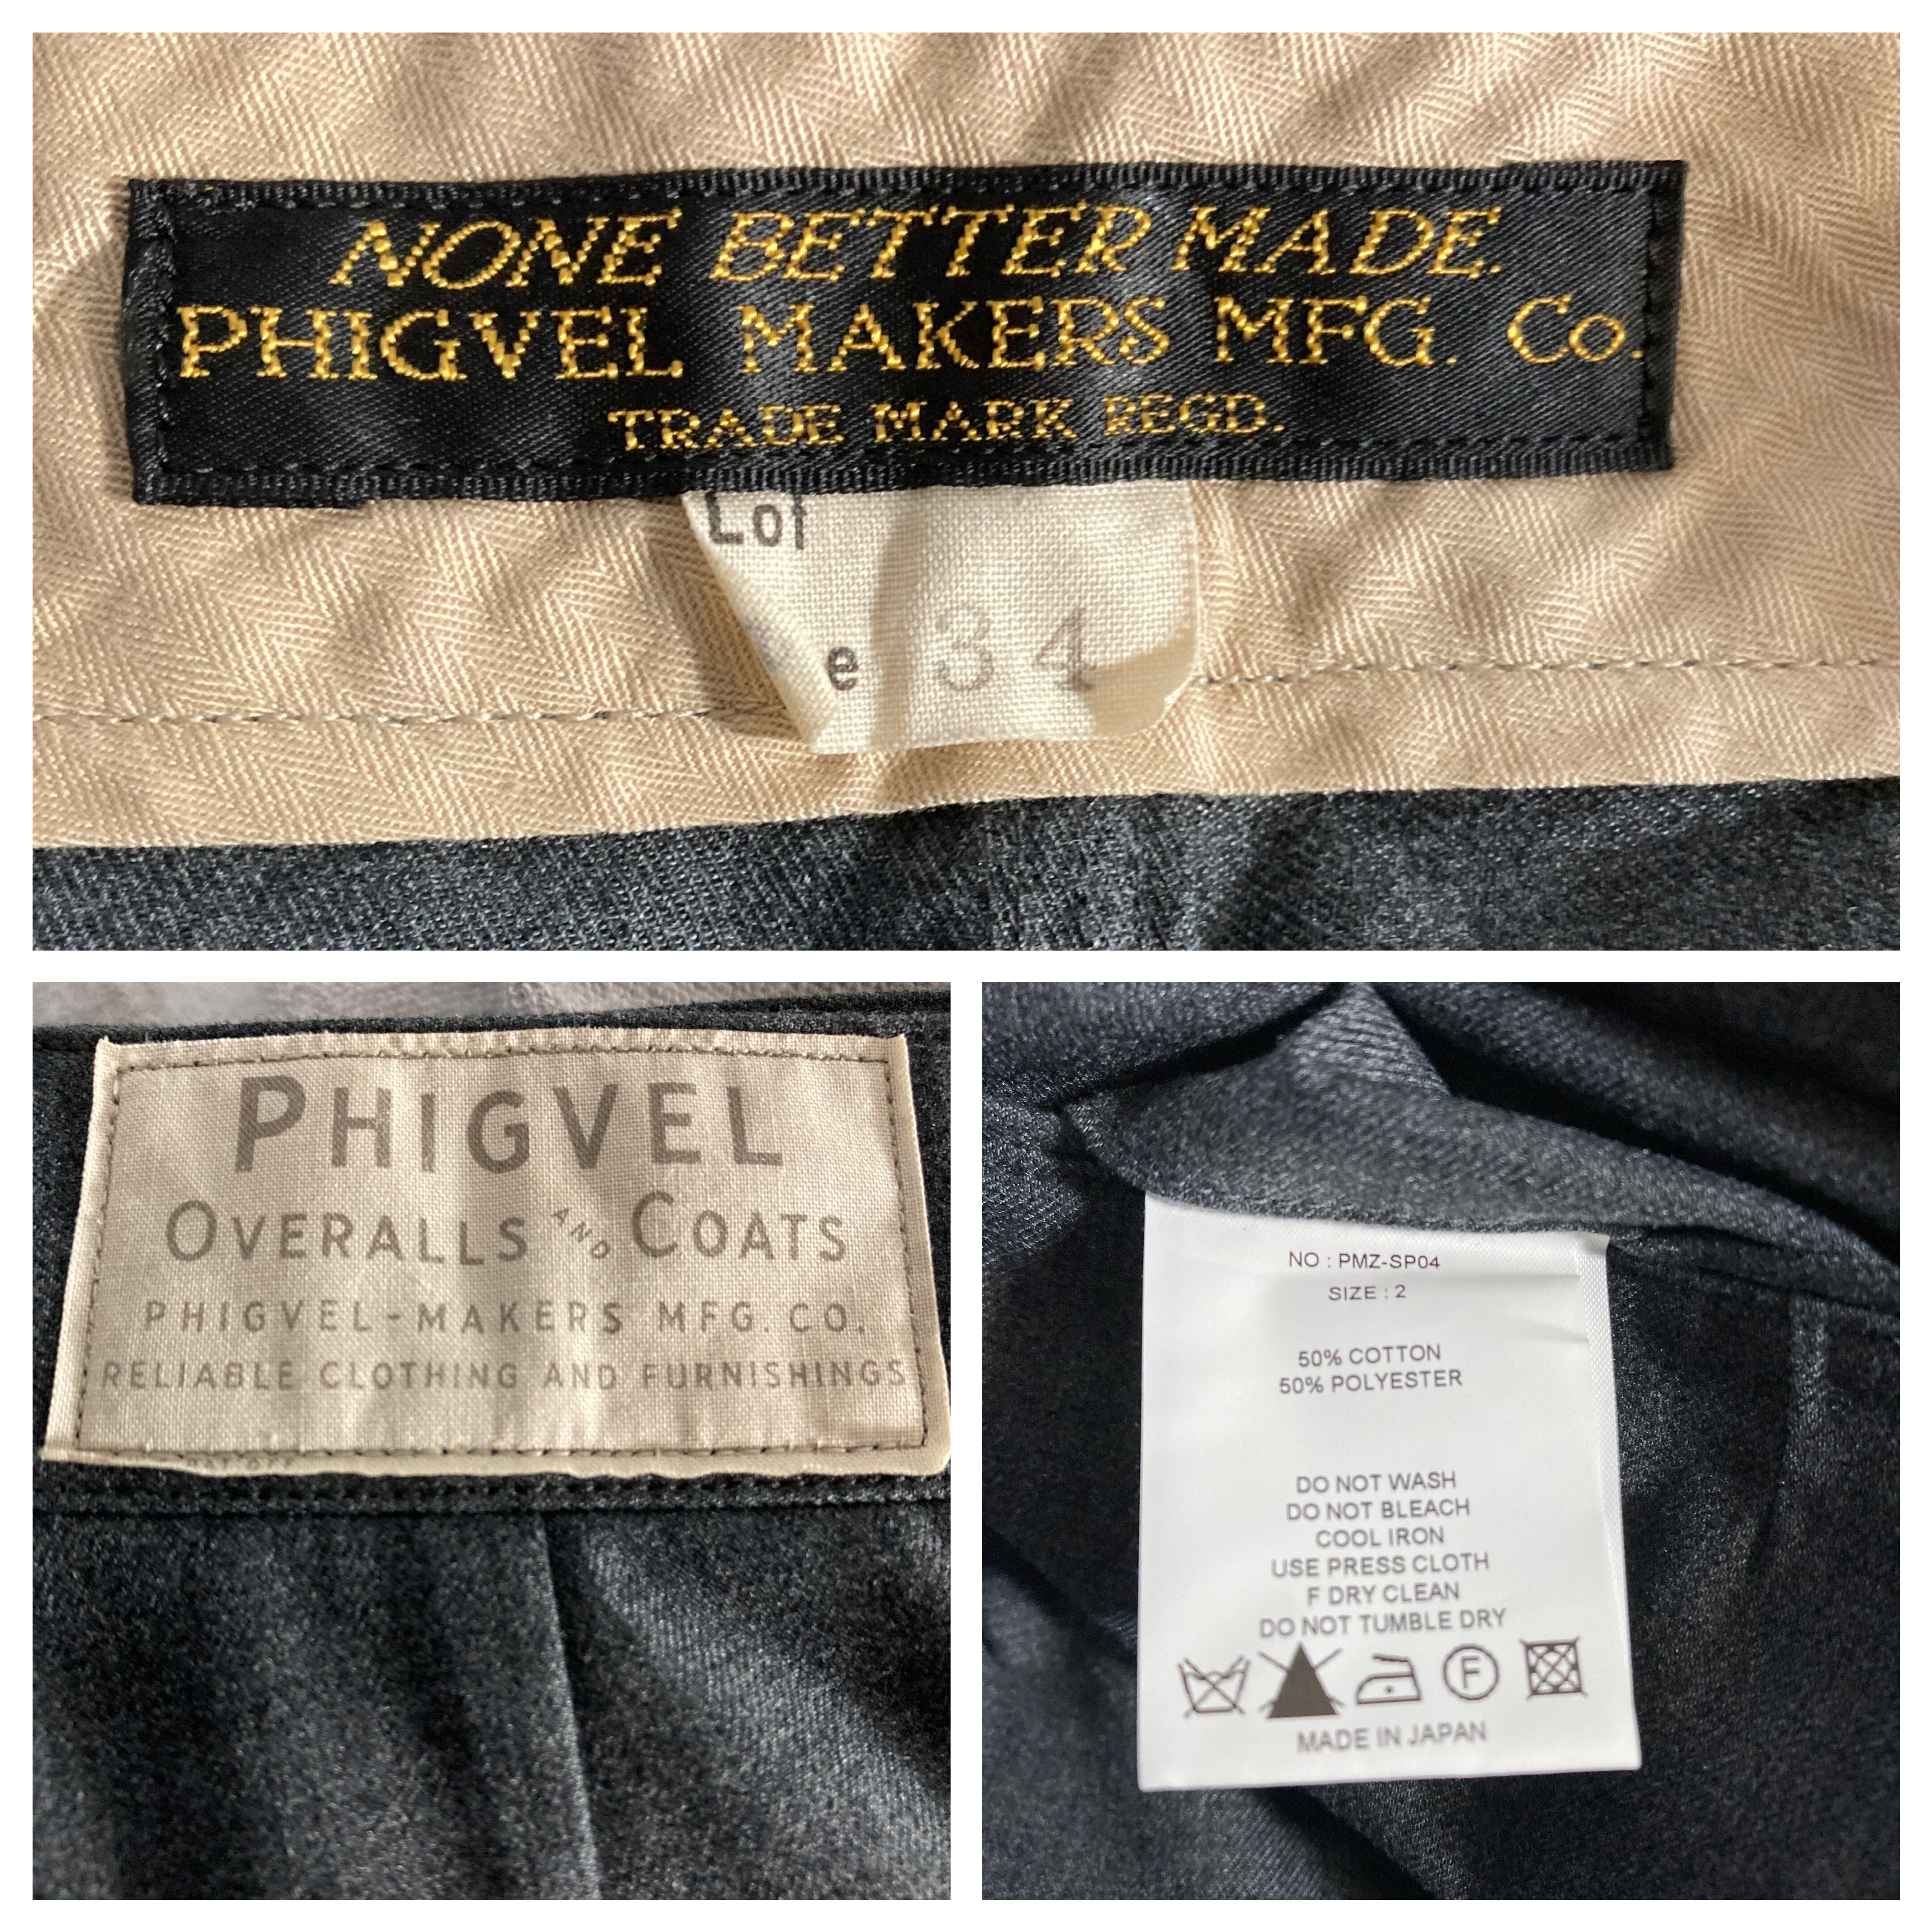 NONE BETTER MADE.
PHIGVEL MAKERS MFG. Co.
TRADE MARK REGD.
Lot
e 34
PHIGVEL
OVERALLS AND COATS
PHIGVEL-MAKERS MFG. CO.
RELIABLE CLOTHING AND FURNISHINGS
NO : PMZ-SP04
SIZE : 2
50% COTTON
50% POLYESTER
DO NOT WASH
DO NOT BLEACH
COOL IRON
USE PRESS CLOTH
F DRY CLEAN
DO NOT TUMBLE DRY
F
MADE IN JAPAN